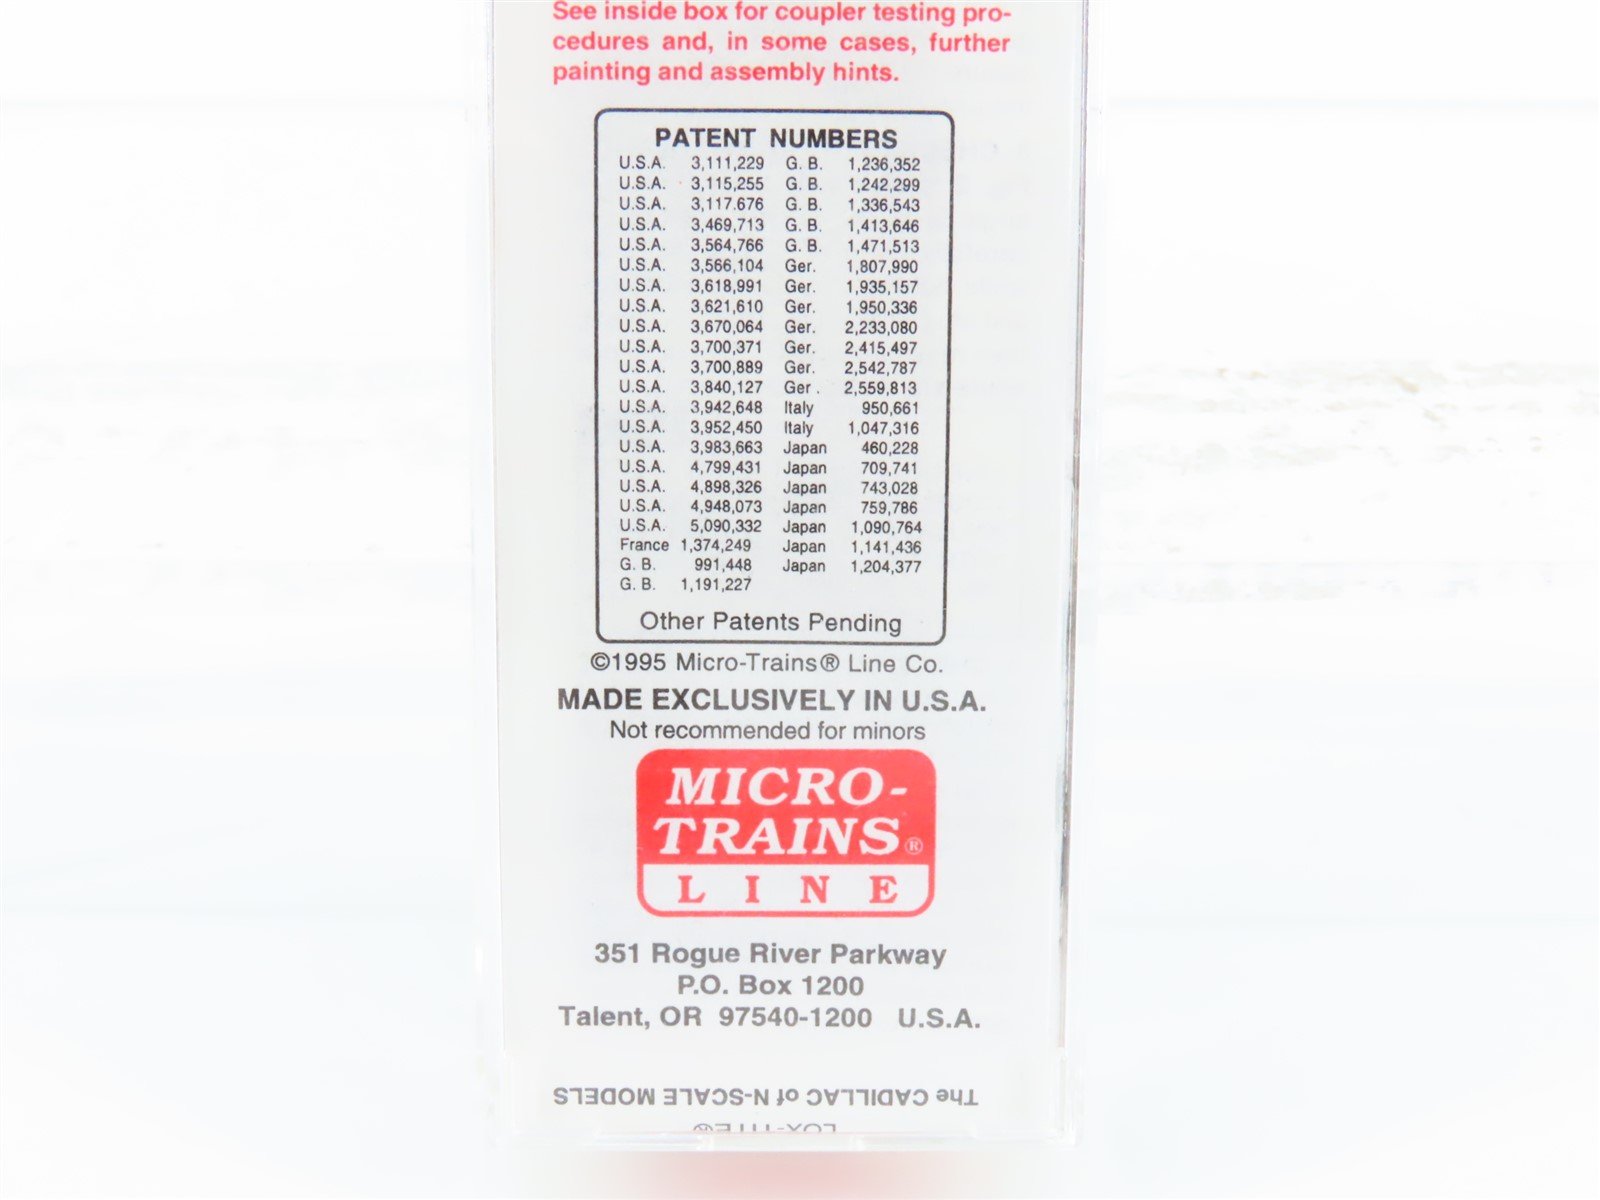 See inside box for coupler testing pro-
cedures and, in some cases, further
painting and assembly hints.
PATENT NUMBERS
U.S.A. 3,111,229 G. B. 1,236,352
U.S.A. 3,115,255 G. B. 1,242,299
U.S.A. 3,117.676 G. B. 1,336,543
U.S.A. 3,469,713 G. B. 1,413,646
U.S.A. 3,564,766 G. B. 1,471,513
U.S.A. 3,566,104 Ger. 1,807,990
U.S.A. 3,618,991 Ger. 1,935,157
U.S.A. 3,621,610 Ger. 1,950,336
U.S.A. 3,670,064 Ger. 2,233,080
U.S.A. 3,700,371 Ger. 2,415,497
U.S.A. 3,700,889 Ger. 2,542,787
U.S.A. 3,840,127 Ger . 2,559,813
U.S.A. 3,942,648 Italy 950,661
U.S.A. 3,952,450 Italy 1,047,316
U.S.A. 3,983,663 Japan 460,228
U.S.A. 4,799,431 Japan 709,741
U.S.A. 4,898,326 Japan 743,028
U.S.A. 4,948,073 Japan 759,786
U.S.A. 5,090,332 Japan 1,090,764
France 1,374,249 Japan 1,141,436
G. B. 991,448 Japan 1,204,377
G. B. 1,191,227
Other Patents Pending
©1995 Micro-Trains® Line Co.
MADE EXCLUSIVELY IN U.S.A.
Not recommended for minors
MICRO-
TRAINS®
LINE
351 Rogue River Parkway
P.O. Box 1200
Talent, OR 97540-1200 U.S.A.
The CADILLAC of N-SCALE MODELS